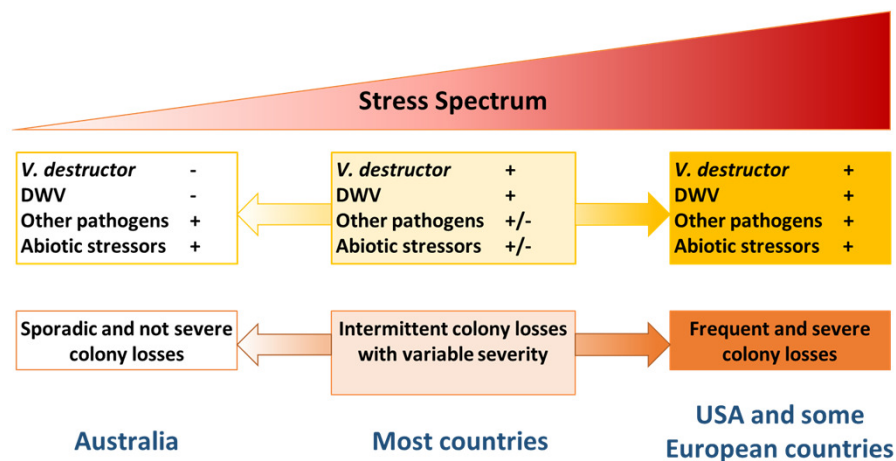 Stress Spectrum
V. destructor -
DWV -
Other pathogens +
Abiotic stressors +
V. destructor +
DWV +
Other pathogens +/-
Abiotic stressors +/-
V. destructor +
DWV +
Other pathogens +
Abiotic stressors +
Sporadic and not severe
colony losses
Intermittent colony losses
with variable severity
Frequent and severe
colony losses
Australia
Most countries
USA and some
European countries